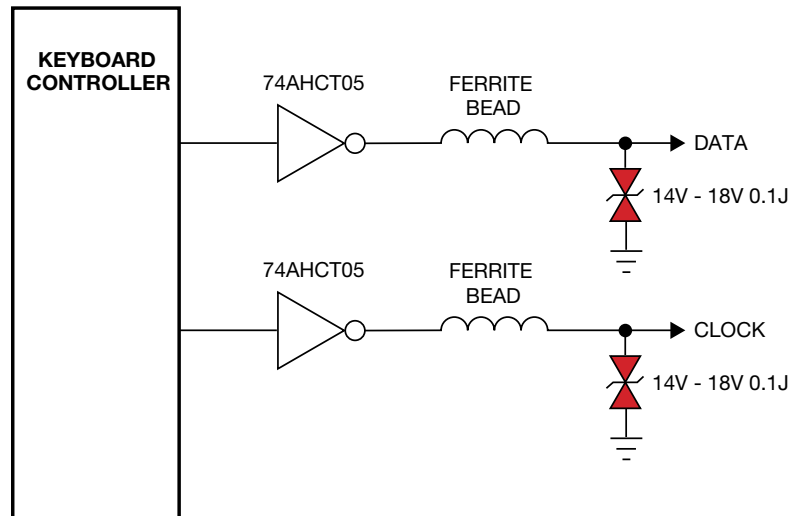 KEYBOARD
CONTROLLER
74AHCT05
FERRITE
BEAD
DATA
14V - 18V 0.1J
74AHCT05
FERRITE
BEAD
CLOCK
14V - 18V 0.1J